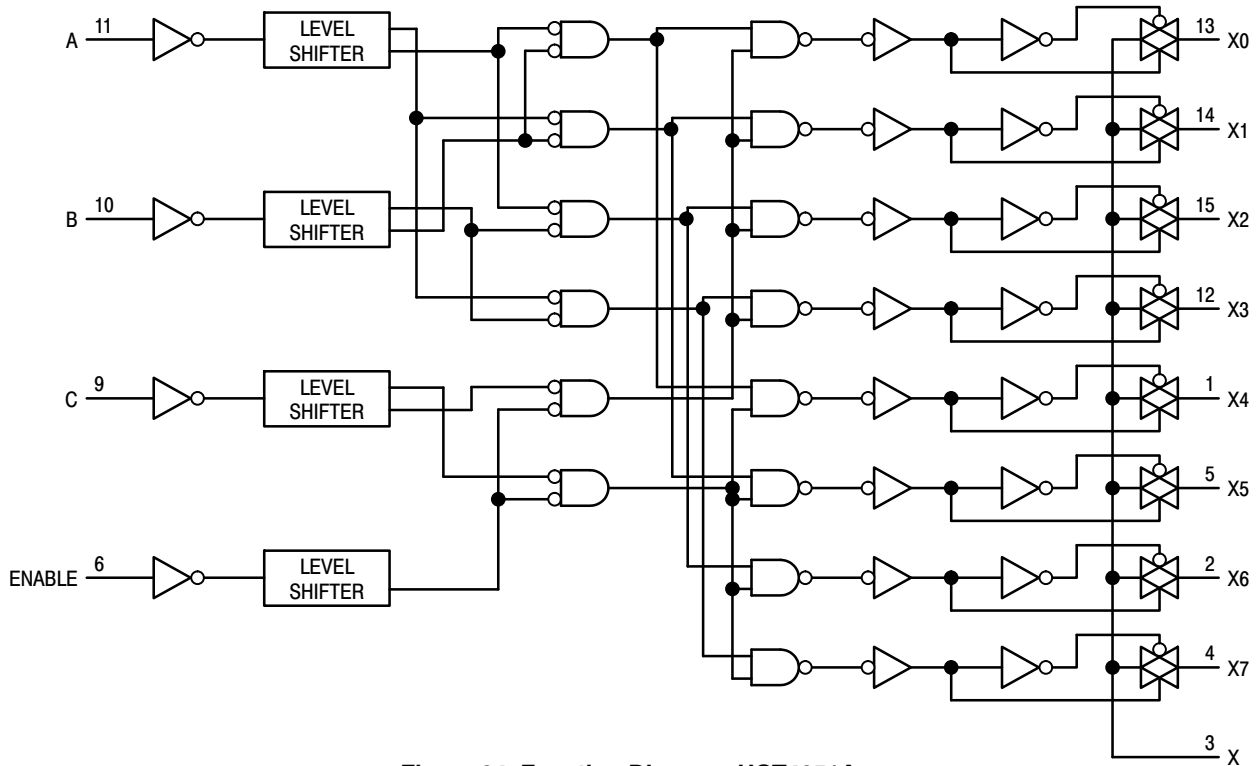 A 11
LEVEL
SHIFTER
13 X0
14 X1
B 10
LEVEL
SHIFTER
15 X2
12 X3
C 9
LEVEL
SHIFTER
1 X4
5 X5
ENABLE 6
LEVEL
SHIFTER
2 X6
4 X7
3 X